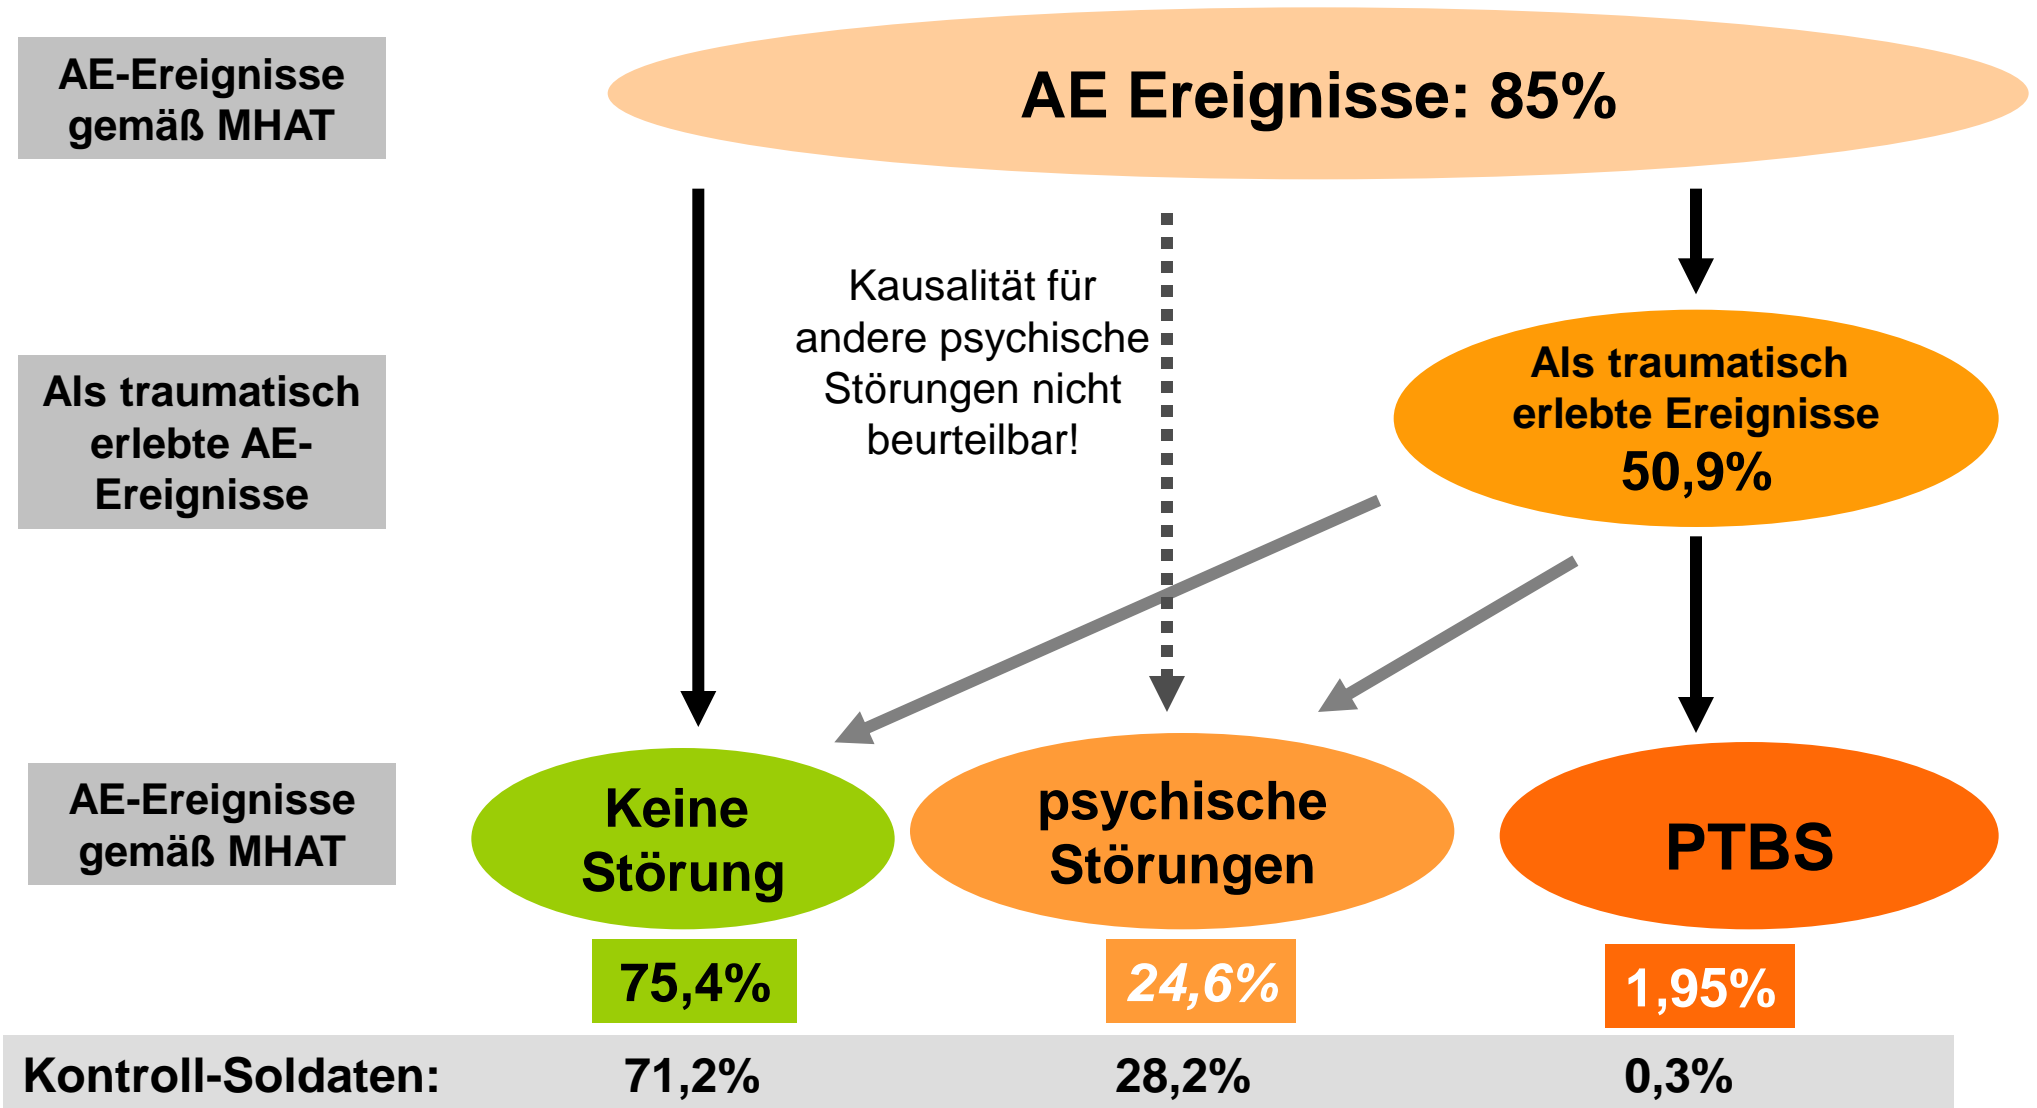 AE-Ereignisse
gemäß MHAT
AE Ereignisse: 85%
Kausalität für
andere psychische
Störungen nicht
beurteilbar!
Als traumatisch
erlebte AE-
Ereignisse
Als traumatisch
erlebte Ereignisse
50,9%
AE-Ereignisse
gemäß MHAT
Keine
Störung
psychische
Störungen
PTBS
75,4%
24,6%
1,95%
Kontroll-Soldaten: 71,2% 28,2% 0,3%